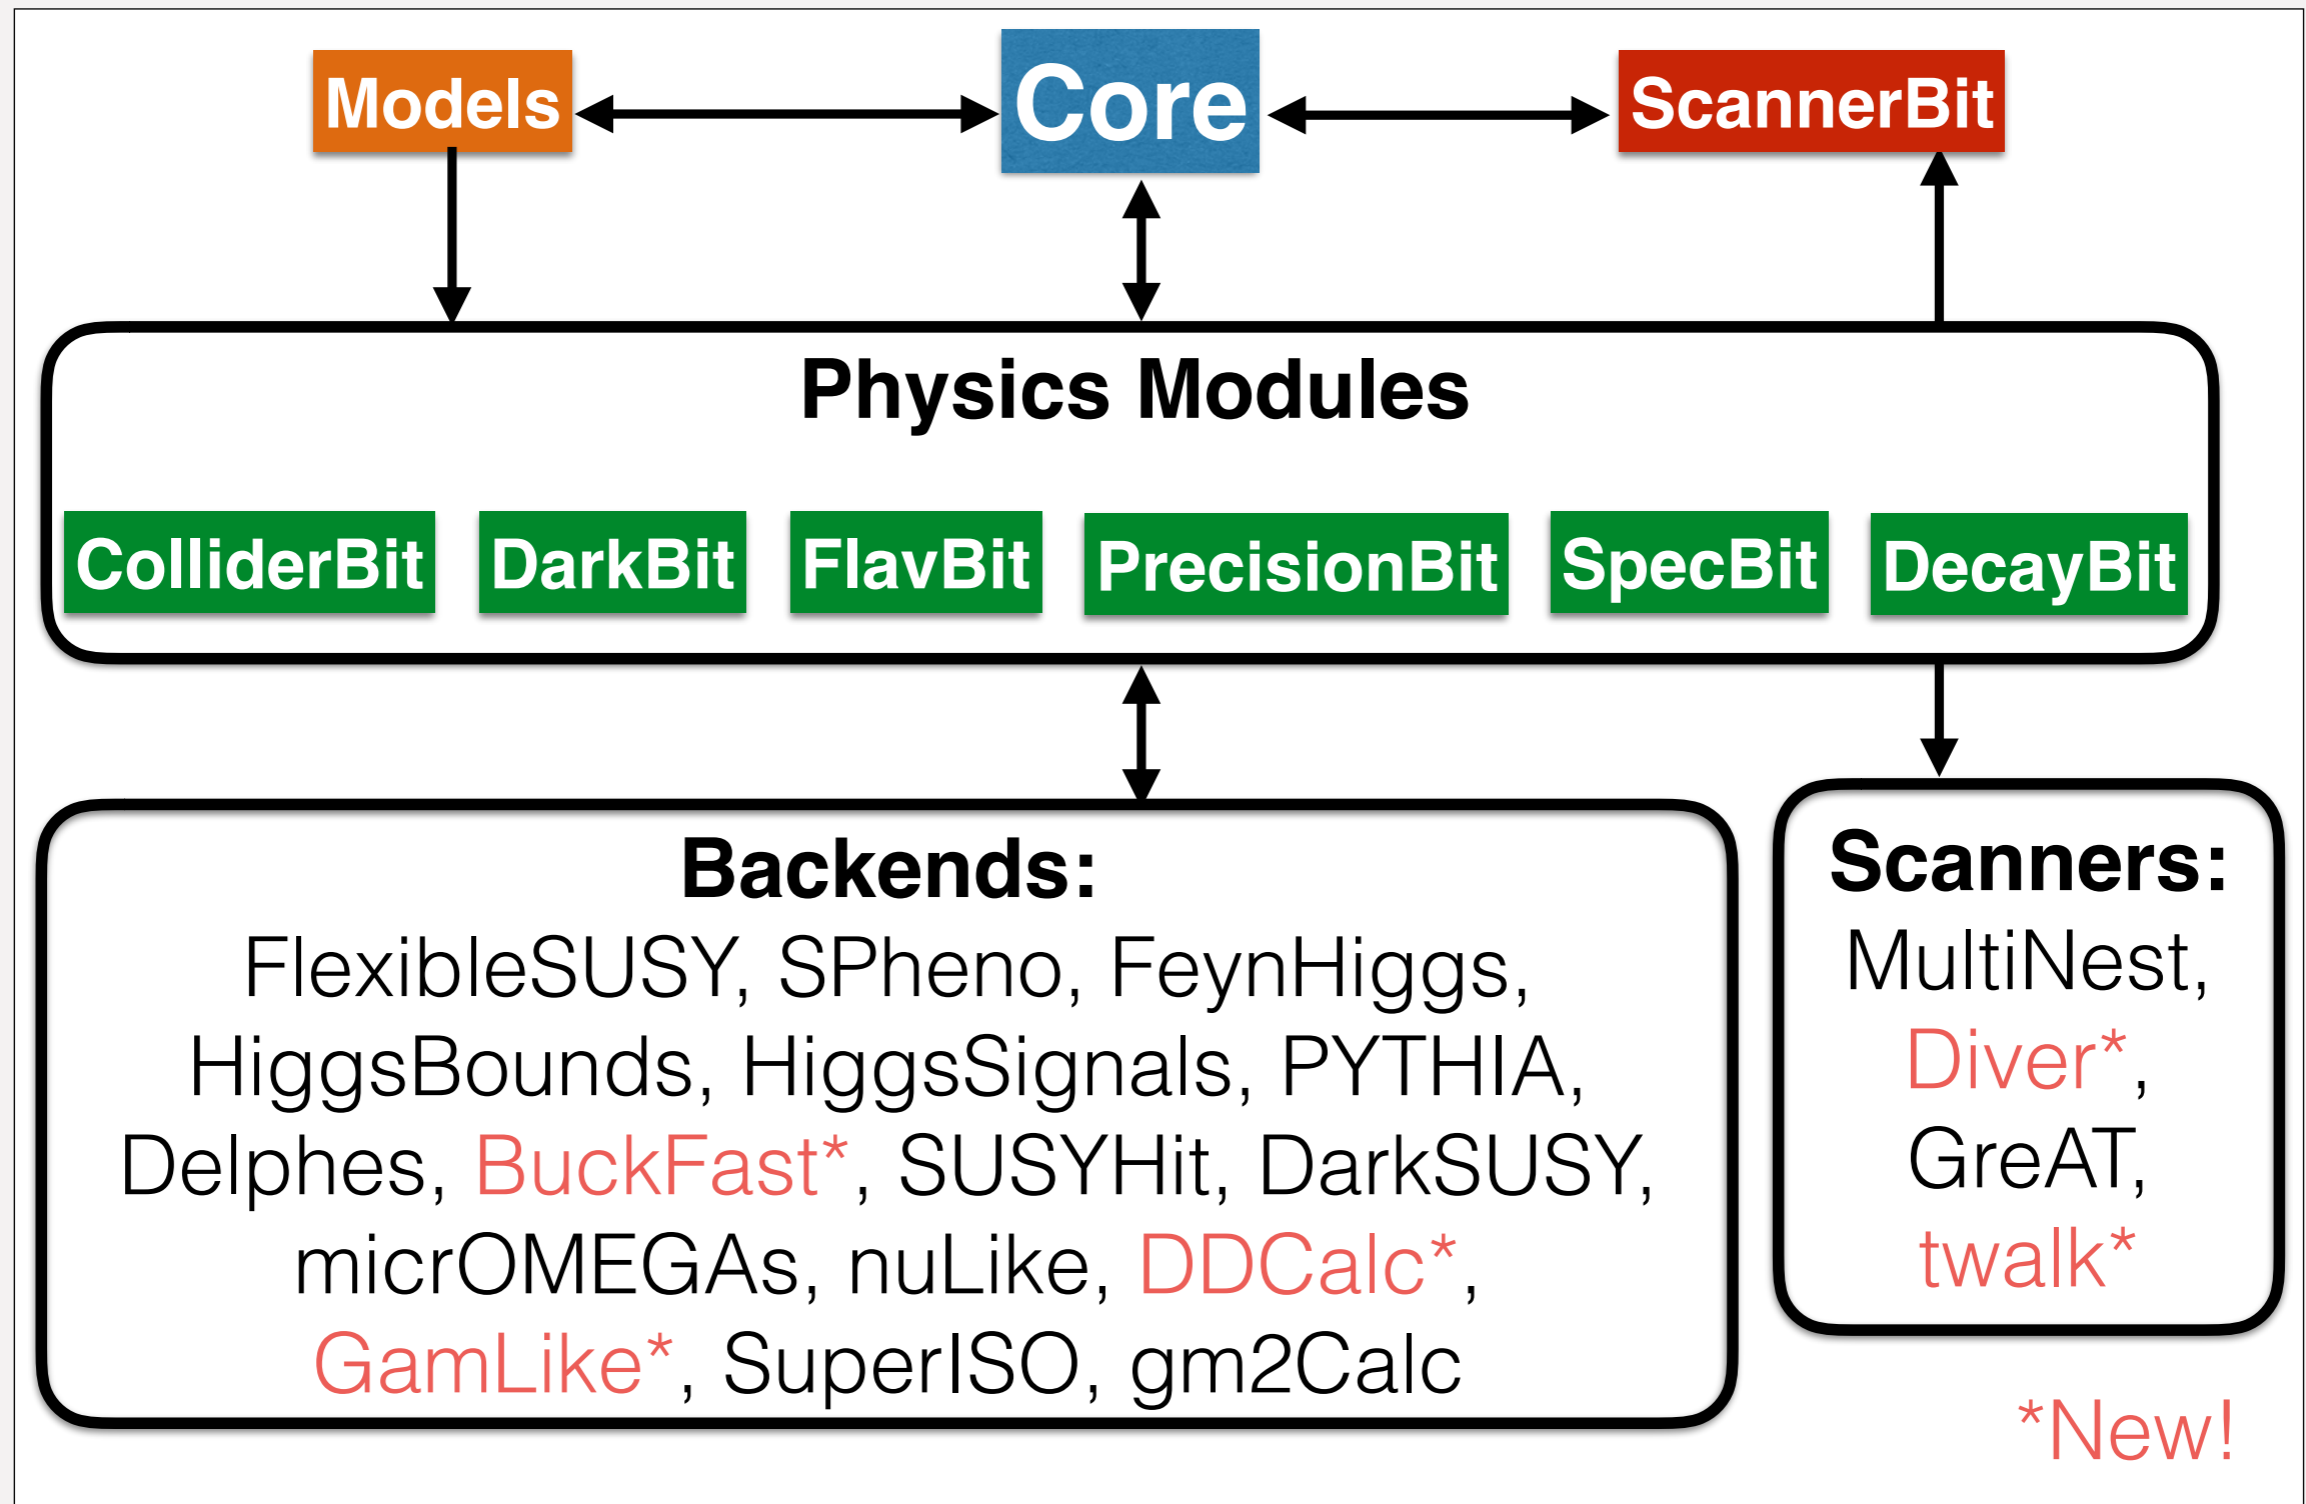 Models
Core
ScannerBit
Physics Modules
ColliderBit
DarkBit
FlavBit
PrecisionBit
SpecBit
DecayBit
Backends:
FlexibleSUSY, SPheno, FeynHiggs,
HiggsBounds, HiggsSignals, PYTHIA,
Delphes, BuckFast*, SUSYHit, DarkSUSY,
micrOMEGAs, nuLike, DDCalc*,
GamLike*, SuperISO, gm2Calc
Scanners:
MultiNest,
Diver*,
GreAT,
twalk*
*New!